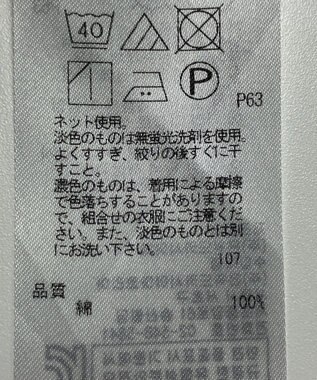 40
P
P63
ネット使用。
淡色のものは無蛍光洗剤を使用。
よくすすぎ、絞りの後すぐに干
すこと。
濃色のものは、着用による摩擦
で色落ちすることがありますの
で、組合せの衣服にご注意くだ
さい。また、淡色のものとは別
にお洗い下さい。
107
品質
綿 100%